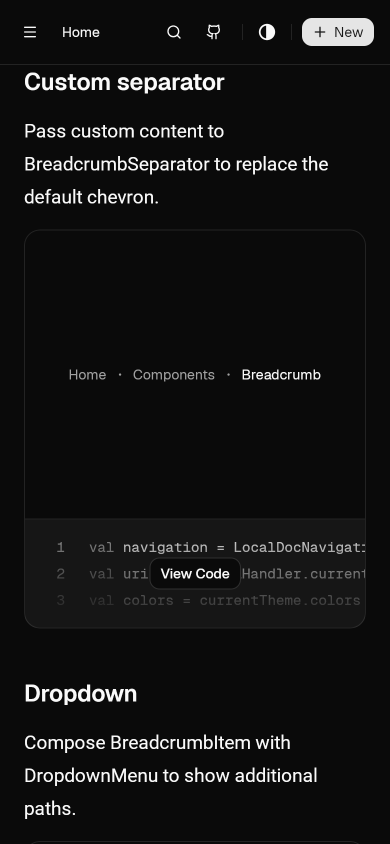 Home
New
Custom separator
Pass custom content to
BreadcrumbSeparator to replace the
default chevron.
Home · Components · Breadcrumb
1 val navigation = LocalDocNavigati
2 val uri View Code Handler.current
3 val colors = currentTheme.colors
Dropdown
Compose BreadcrumbItem with
DropdownMenu to show additional
paths.